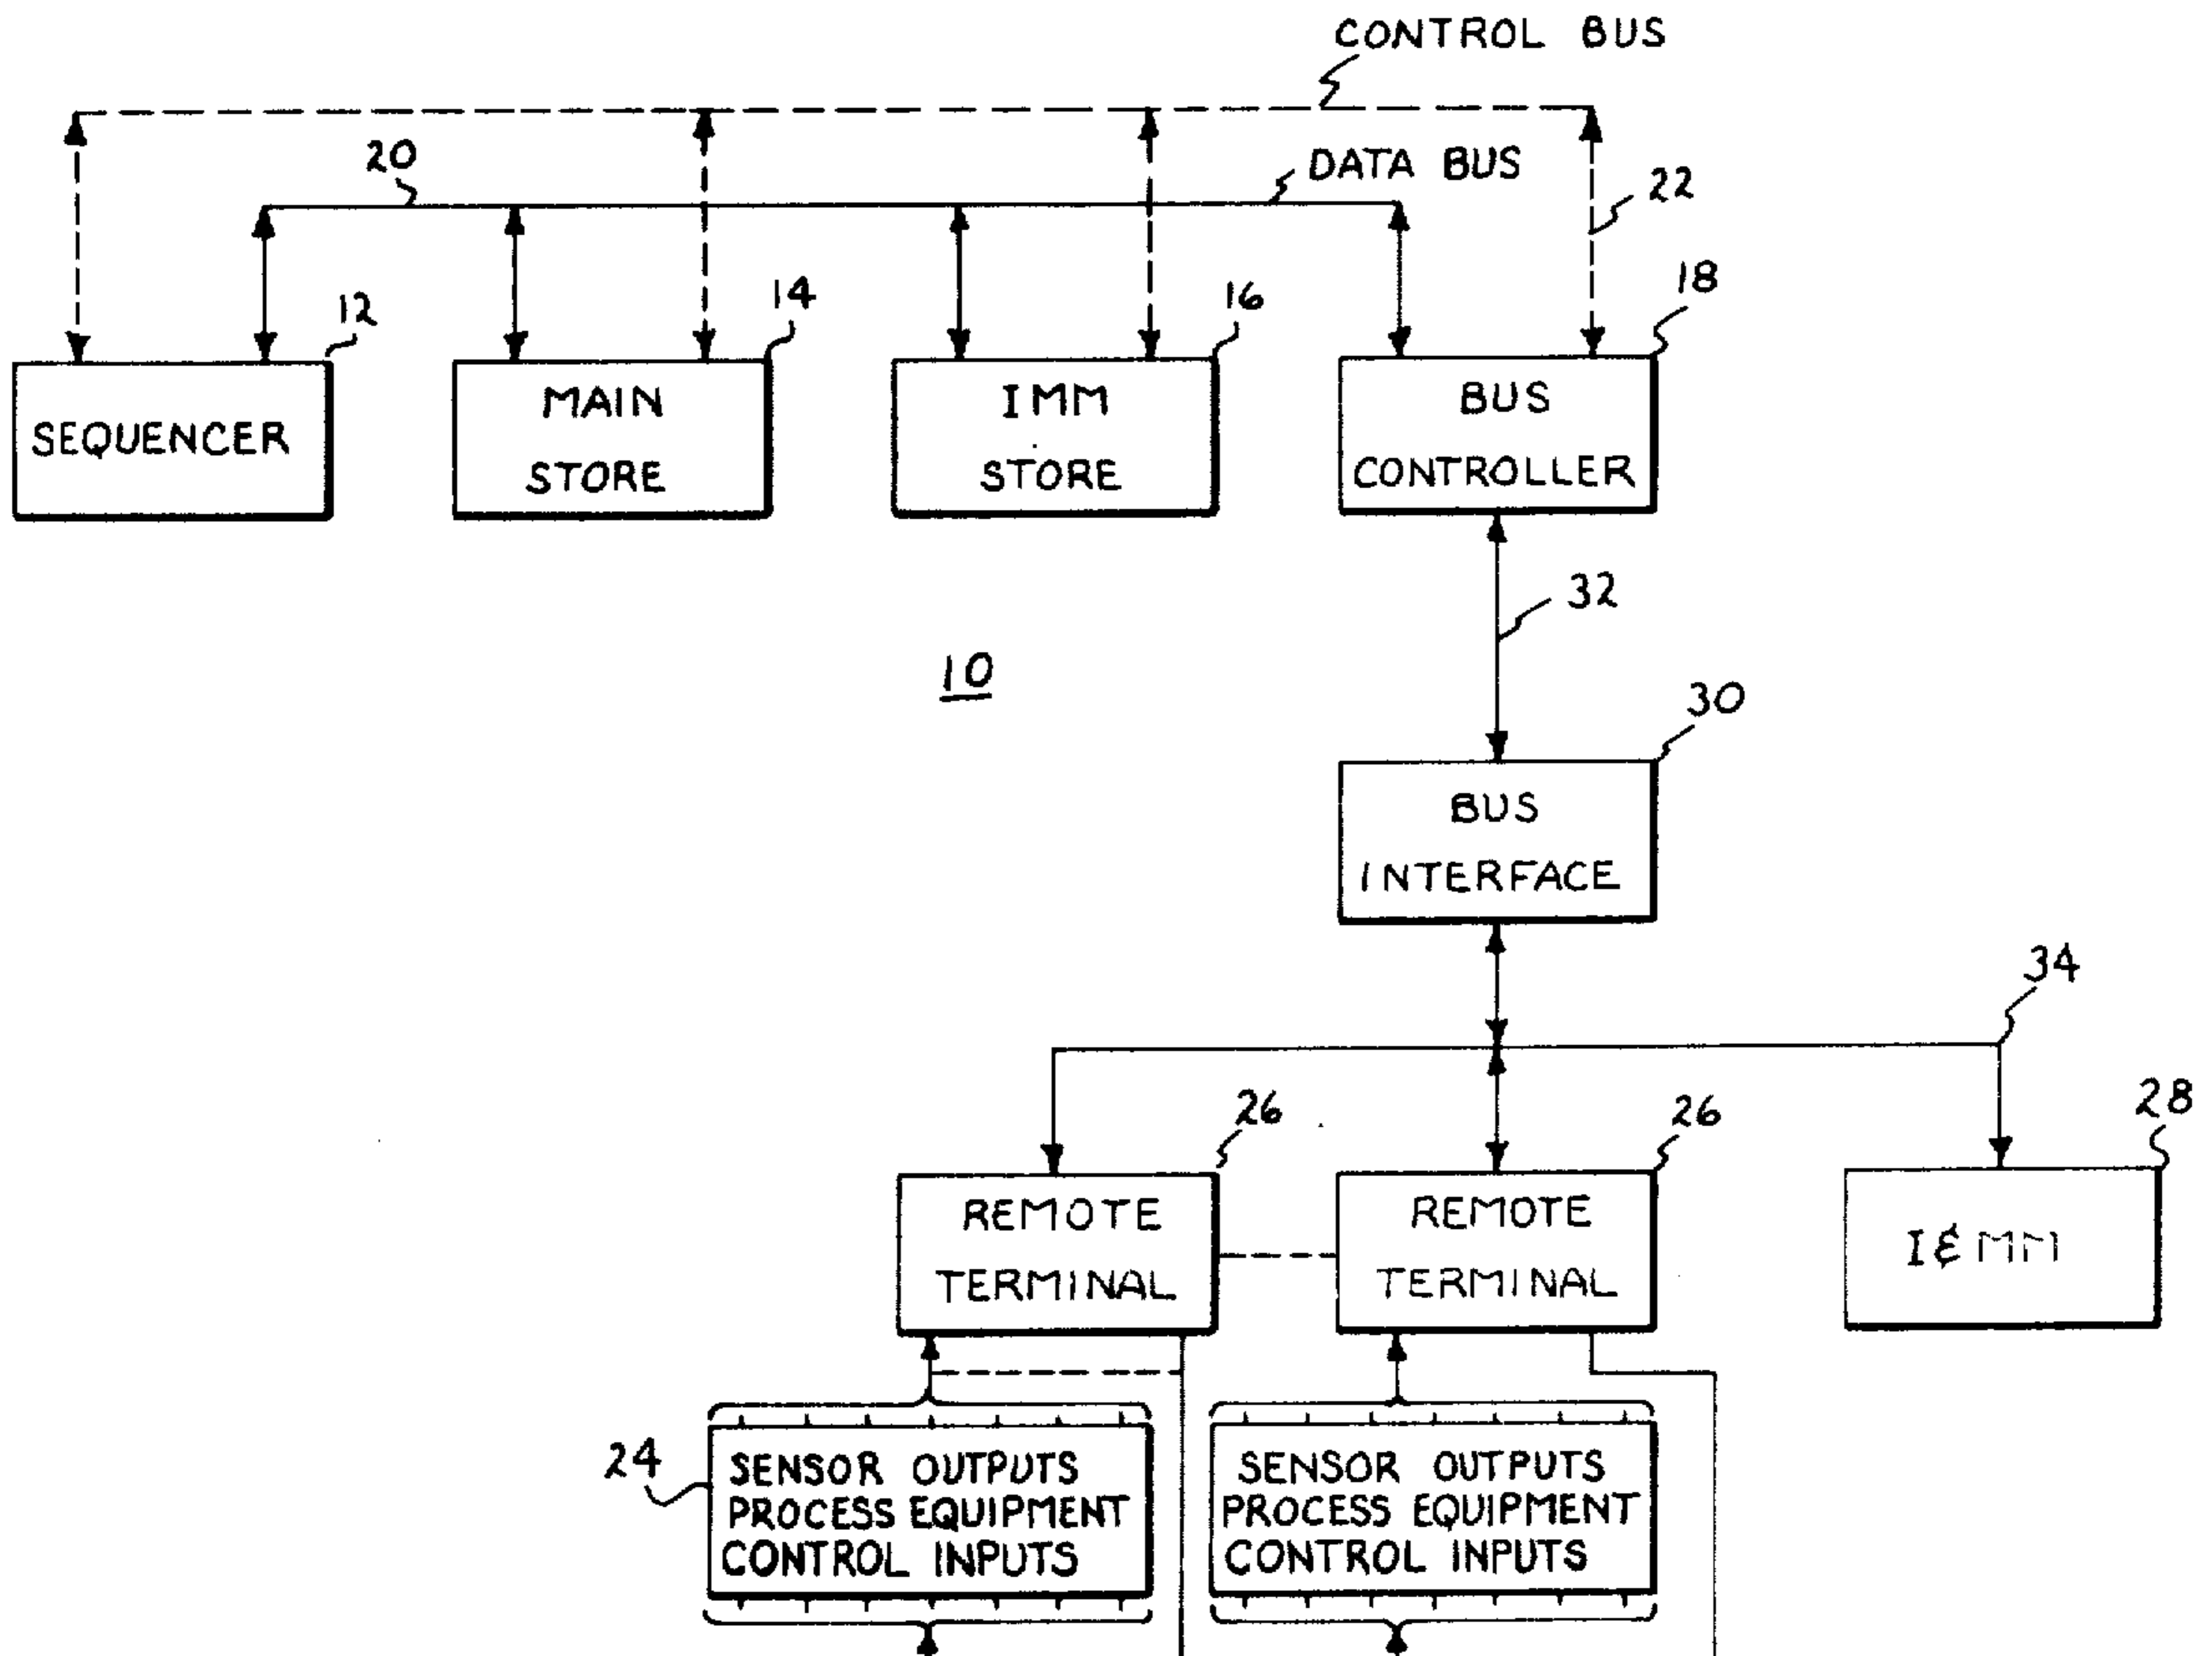 CONTROL BUS
20
DATA BUS
22
12
14
16
18
SEQUENCER
MAIN
STORE
IMM
STORE
BUS
CONTROLLER
32
10
30
BUS
INTERFACE
34
26
26
28
REMOTE
TERMINAL
REMOTE
TERMINAL
I&MM
24
SENSOR OUTPUTS
PROCESS EQUIPMENT
CONTROL INPUTS
SENSOR OUTPUTS
PROCESS EQUIPMENT
CONTROL INPUTS